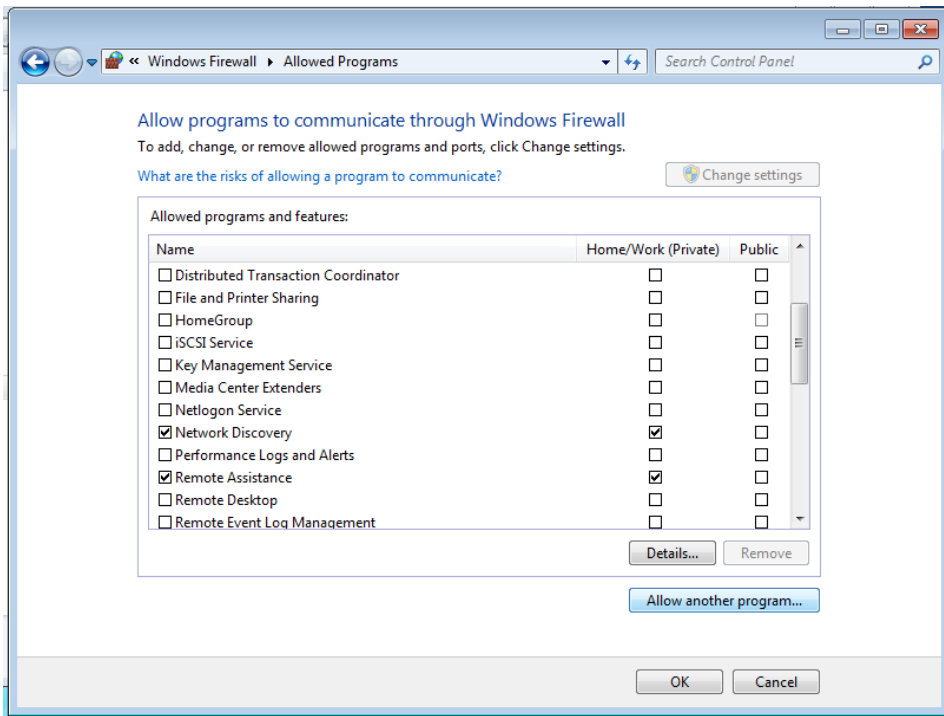 « Windows Firewall ▸ Allowed Programs
Search Control Panel
Allow programs to communicate through Windows Firewall
To add, change, or remove allowed programs and ports, click Change settings.
What are the risks of allowing a program to communicate?
Change settings
Allowed programs and features:
Name Home/Work (Private) Public
Distributed Transaction Coordinator
File and Printer Sharing
HomeGroup
iSCSI Service
Key Management Service
Media Center Extenders
Netlogon Service
Network Discovery
Performance Logs and Alerts
Remote Assistance
Remote Desktop
Remote Event Log Management
Details... Remove
Allow another program...
OK Cancel